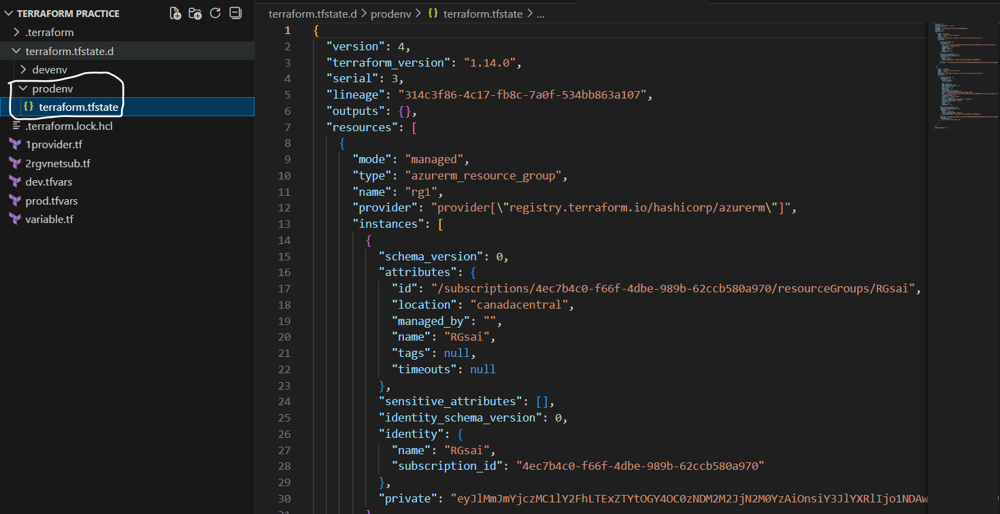 TERRAFORM PRACTICE
.terraform
terraform.tfstate.d
devenv
prodenv
{} terraform.tfstate
.terraform.lock.hcl
1provider.tf
2rgvnetsub.tf
dev.tfvars
prod.tfvars
variable.tf
terraform.tfstate.d > prodenv > {} terraform.tfstate > ...
1 {
2 "version": 4,
3 "terraform_version": "1.14.0",
4 "serial": 3,
5 "lineage": "314c3f86-4c17-fb8c-7a0f-534bb863a107",
6 "outputs": {},
7 "resources": [
8 {
9 "mode": "managed",
10 "type": "azurerm_resource_group",
11 "name": "rg1",
12 "provider": "provider[\"registry.terraform.io/hashicorp/azurerm\"]",
13 "instances": [
14 {
15 "schema_version": 0,
16 "attributes": {
17 "id": "/subscriptions/4ec7b4c0-f66f-4dbe-989b-62ccb580a970/resourceGroups/RGsai",
18 "location": "canadacentral",
19 "managed_by": "",
20 "name": "RGsai",
21 "tags": null,
22 "timeouts": null
23 },
24 "sensitive_attributes": [],
25 "identity_schema_version": 0,
26 "identity": {
27 "name": "RGsai",
28 "subscription_id": "4ec7b4c0-f66f-4dbe-989b-62ccb580a970"
29 },
30 "private": "eyJlMmJmYjczMC1lY2FhLTExZTYtOGY4OC0zNDM2M2JjN2M0YzAiOnsiY3JlYXRlIjo1NDAw